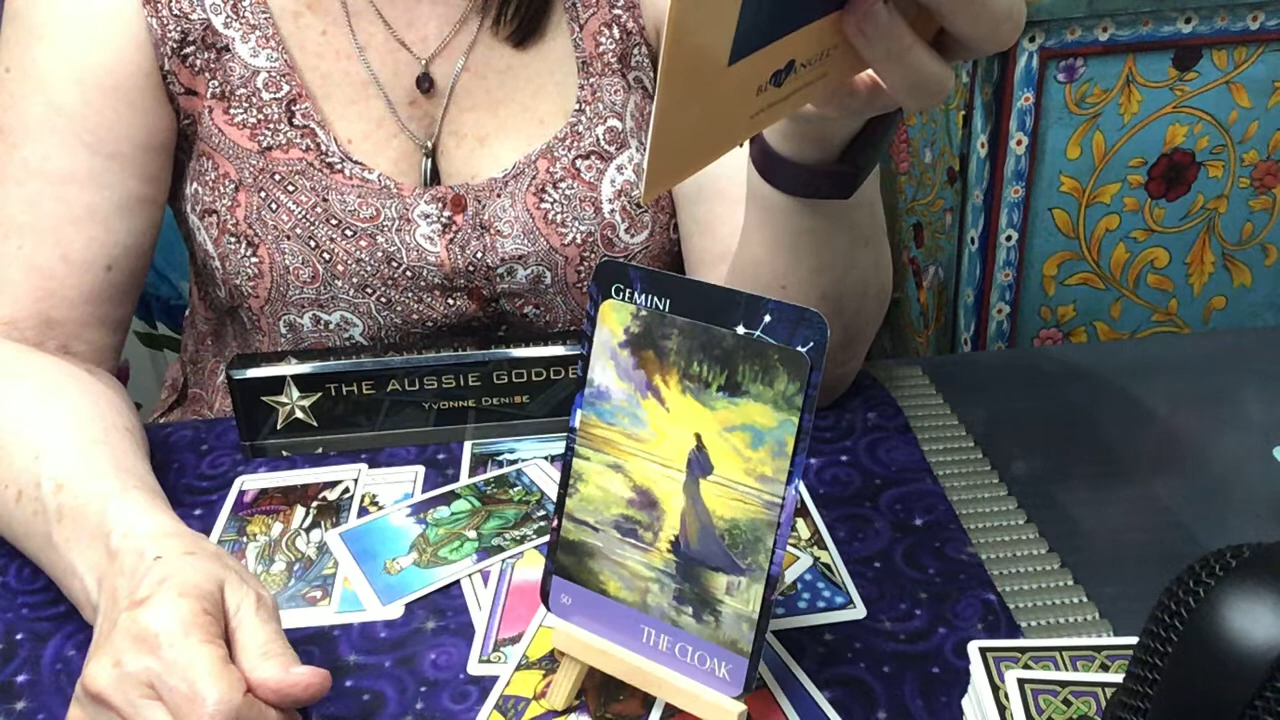 GEMINI
THE AUSSIE GODDE
YVONNE DENISE
50
THE CLOAK